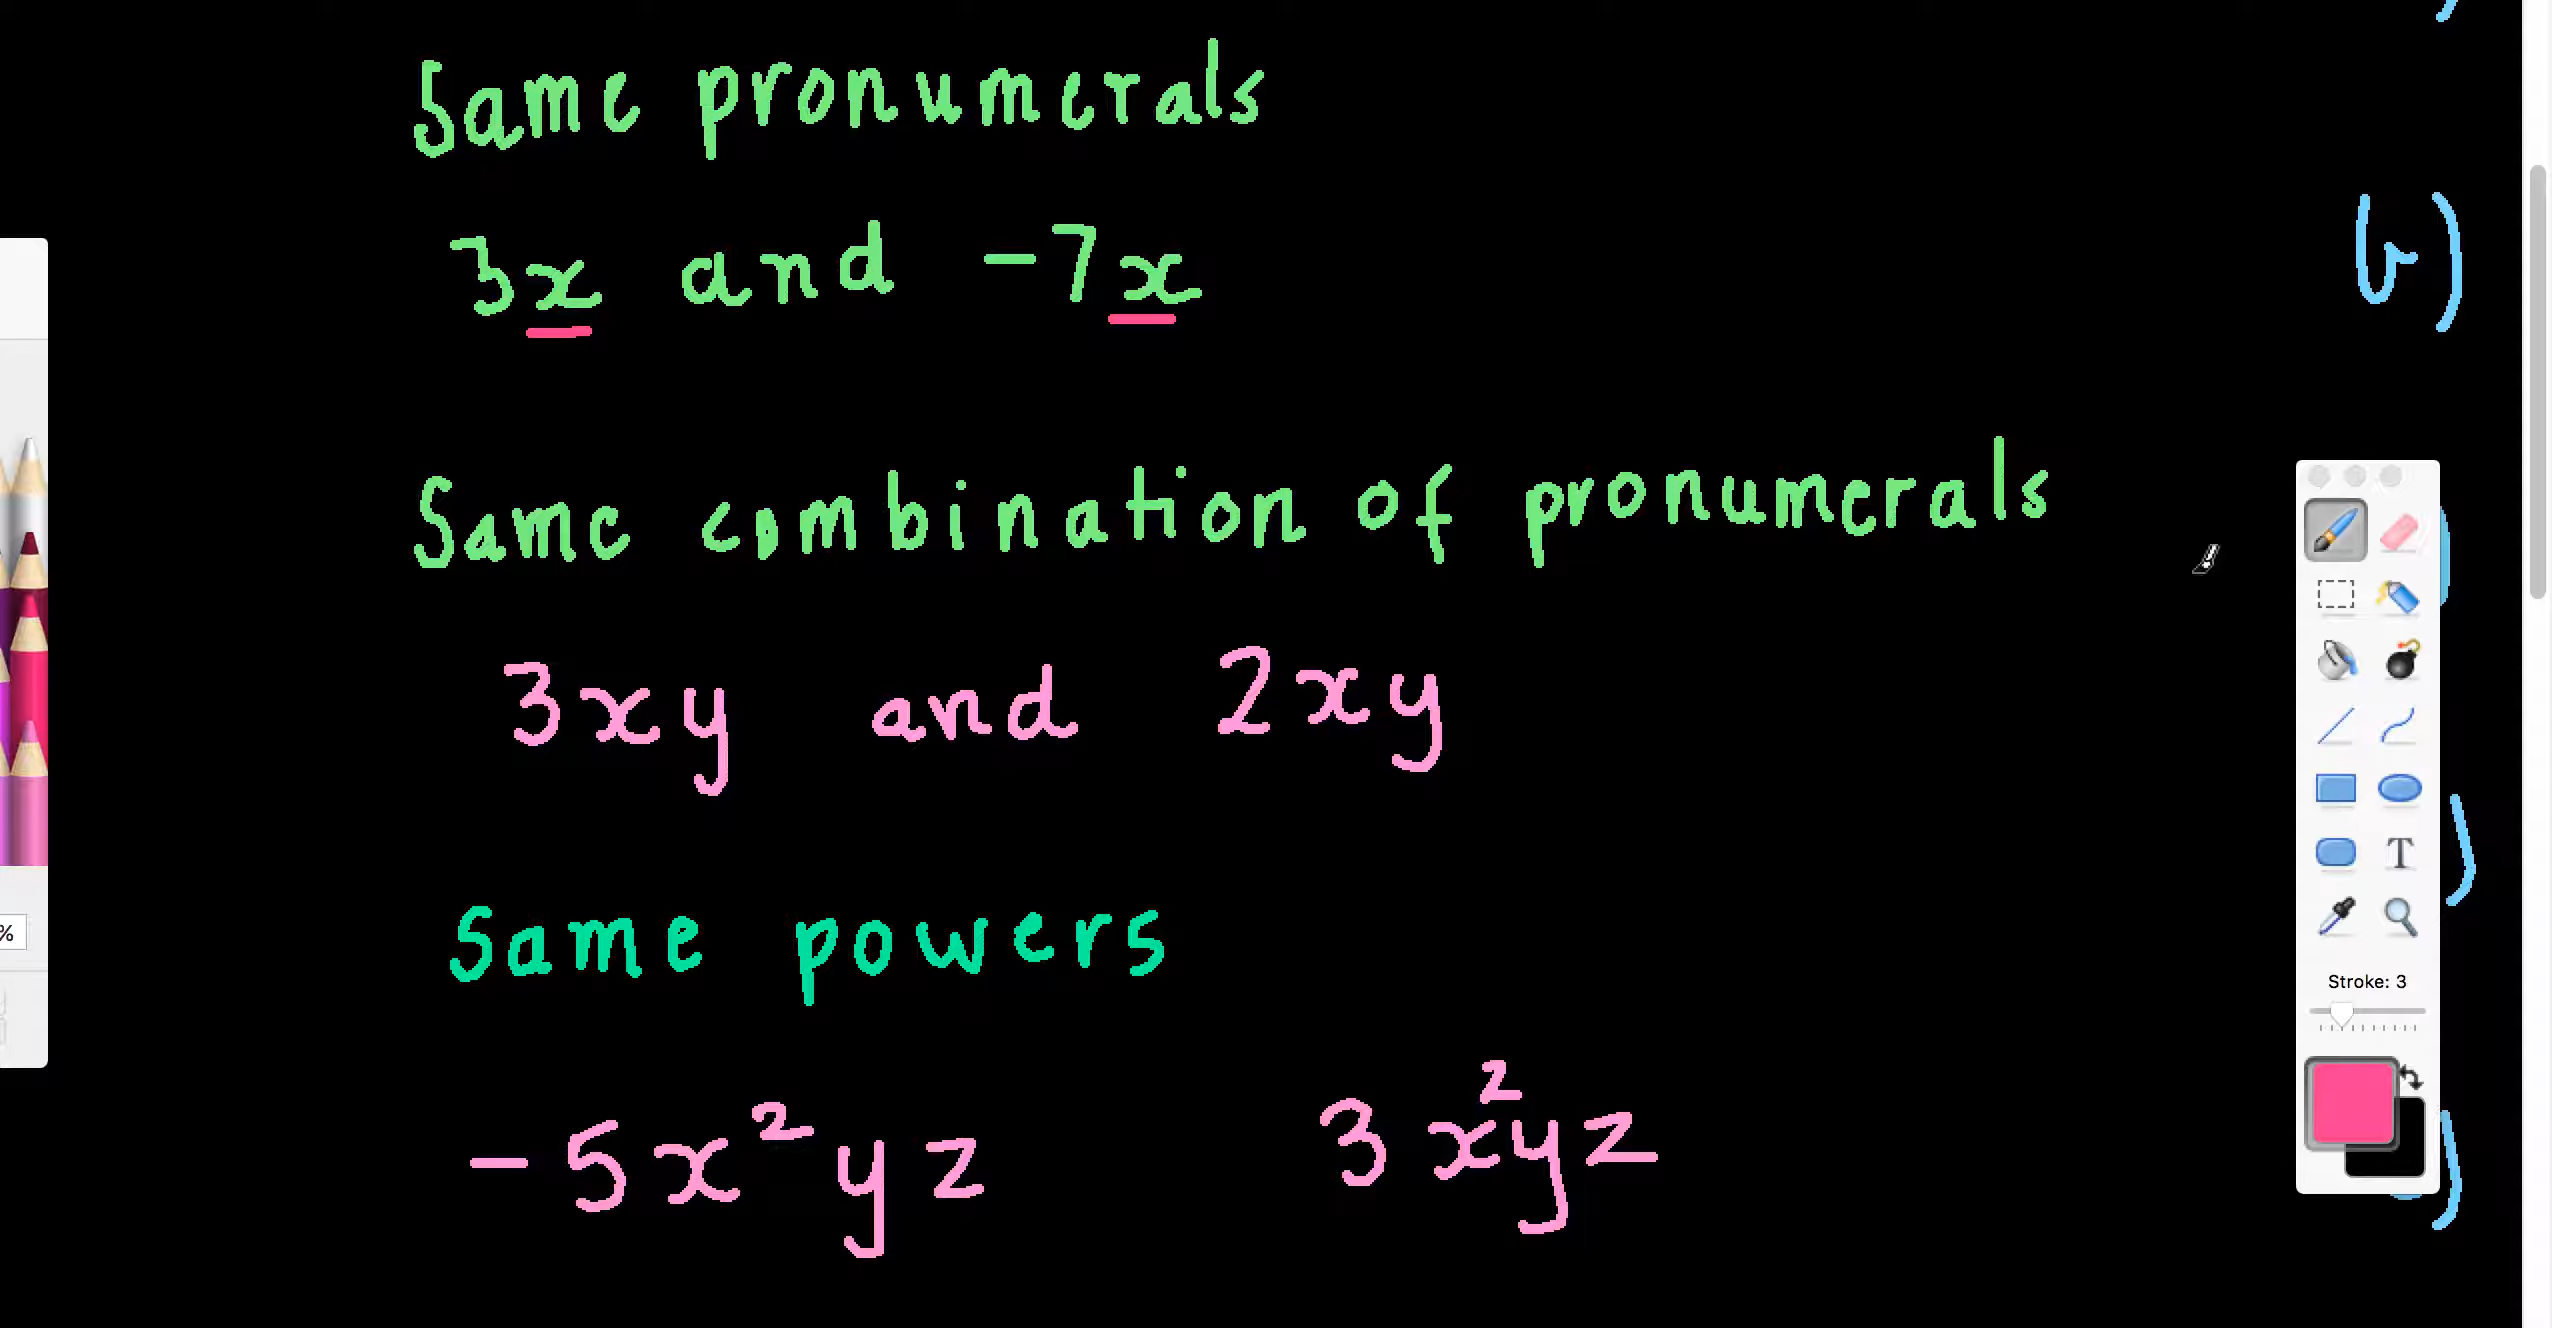 Same pronumerals
3x and -7x
b)
Same combination of pronumerals
3xy and 2xy
Same powers
-5x²yz 3x²yz
%
T
Stroke: 3